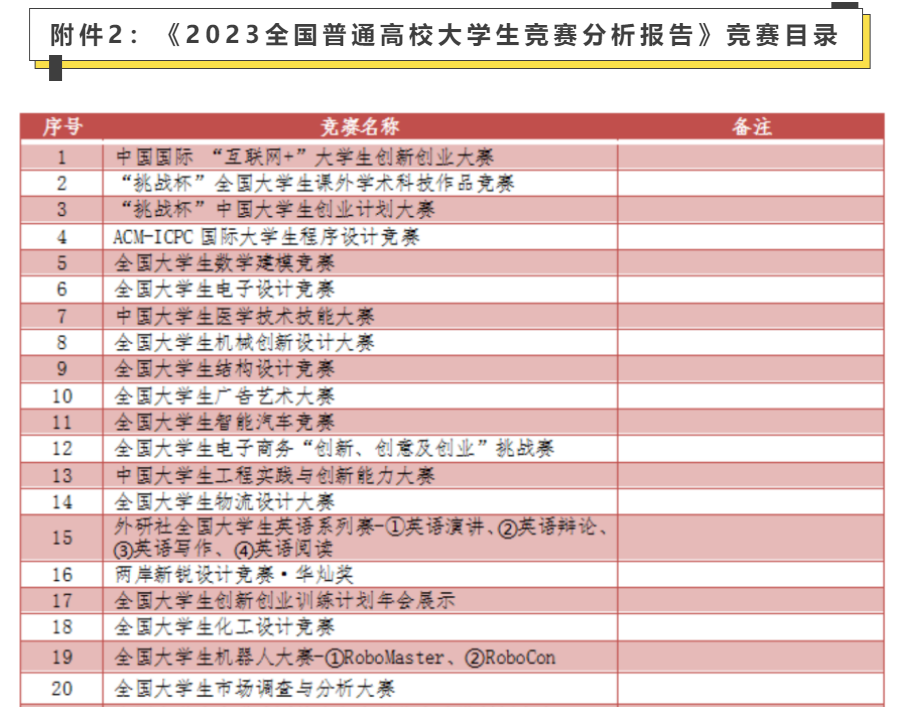 附件2：《2023全国普通高校大学生竞赛分析报告》竞赛目录
序号 竞赛名称 备注
1 中国国际 “互联网+”大学生创新创业大赛
2 “挑战杯”全国大学生课外学术科技作品竞赛
3 “挑战杯”中国大学生创业计划大赛
4 ACM-ICPC 国际大学生程序设计竞赛
5 全国大学生数学建模竞赛
6 全国大学生电子设计竞赛
7 中国大学生医学技术技能大赛
8 全国大学生机械创新设计大赛
9 全国大学生结构设计竞赛
10 全国大学生广告艺术大赛
11 全国大学生智能汽车竞赛
12 全国大学生电子商务“创新、创意及创业”挑战赛
13 中国大学生工程实践与创新能力大赛
14 全国大学生物流设计大赛
15 外研社全国大学生英语系列赛-①英语演讲、②英语辩论、
③英语写作、④英语阅读
16 两岸新锐设计竞赛·华灿奖
17 全国大学生创新创业训练计划年会展示
18 全国大学生化工设计竞赛
19 全国大学生机器人大赛-①RoboMaster、②RoboCon
20 全国大学生市场调查与分析大赛